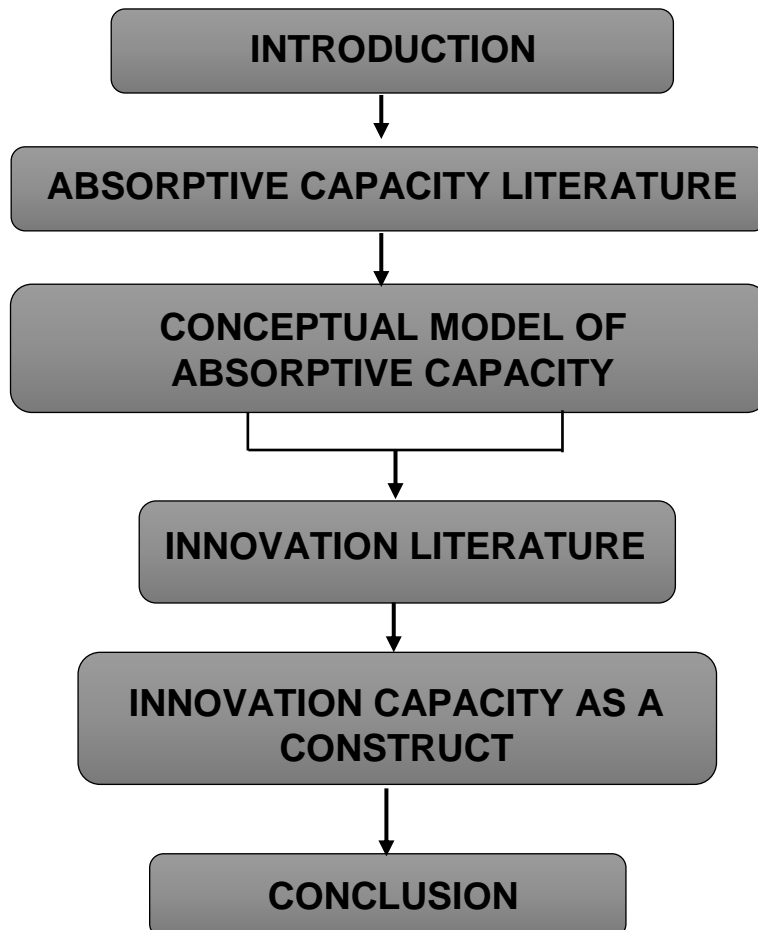 INTRODUCTION
ABSORPTIVE CAPACITY LITERATURE
CONCEPTUAL MODEL OF
ABSORPTIVE CAPACITY
INNOVATION LITERATURE
INNOVATION CAPACITY AS A
CONSTRUCT
CONCLUSION